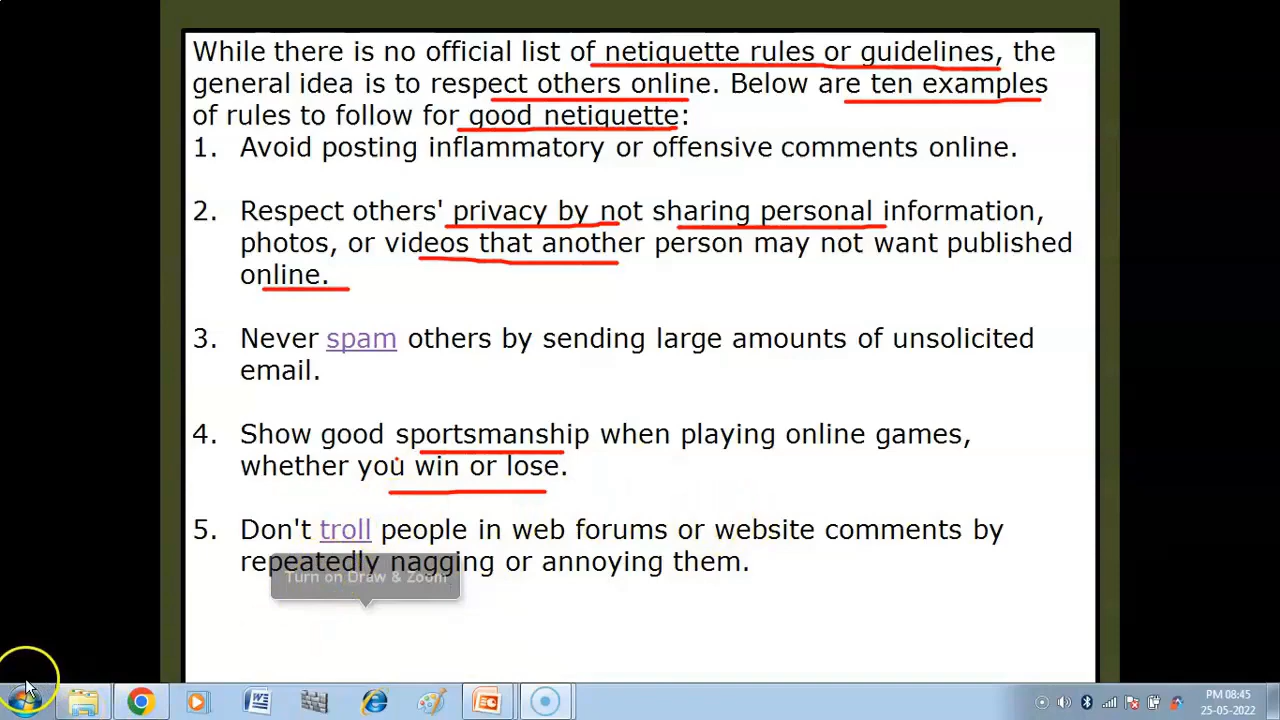 While there is no official list of netiquette rules or guidelines, the
general idea is to respect others online. Below are ten examples
of rules to follow for good netiquette:
1. Avoid posting inflammatory or offensive comments online.
2. Respect others' privacy by not sharing personal information,
photos, or videos that another person may not want published
online.
3. Never spam others by sending large amounts of unsolicited
email.
4. Show good sportsmanship when playing online games,
whether you win or lose.
5. Don't troll people in web forums or website comments by
repeatedly nagging or annoying them.
Turn on Draw & Zoom
PM 08:45
25-05-2022